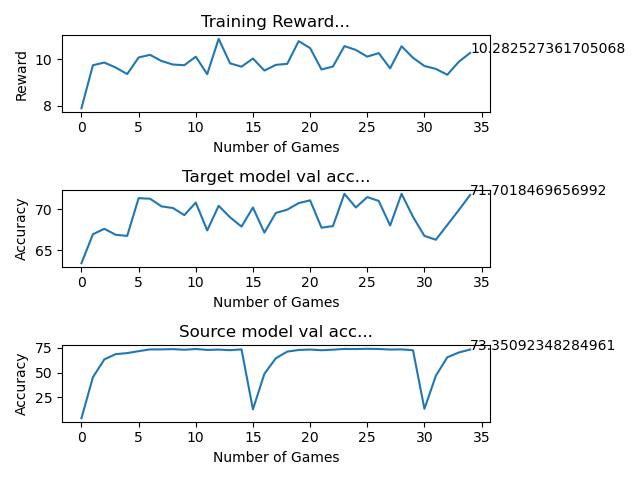 Training Reward...
10.282527361705068
Reward
10
8
0 5 10 15 20 25 30 35
Number of Games
Target model val acc...
71.7018469656992
Accuracy
70
65
0 5 10 15 20 25 30 35
Number of Games
Source model val acc...
73.35092348284961
Accuracy
75
50
25
0 5 10 15 20 25 30 35
Number of Games